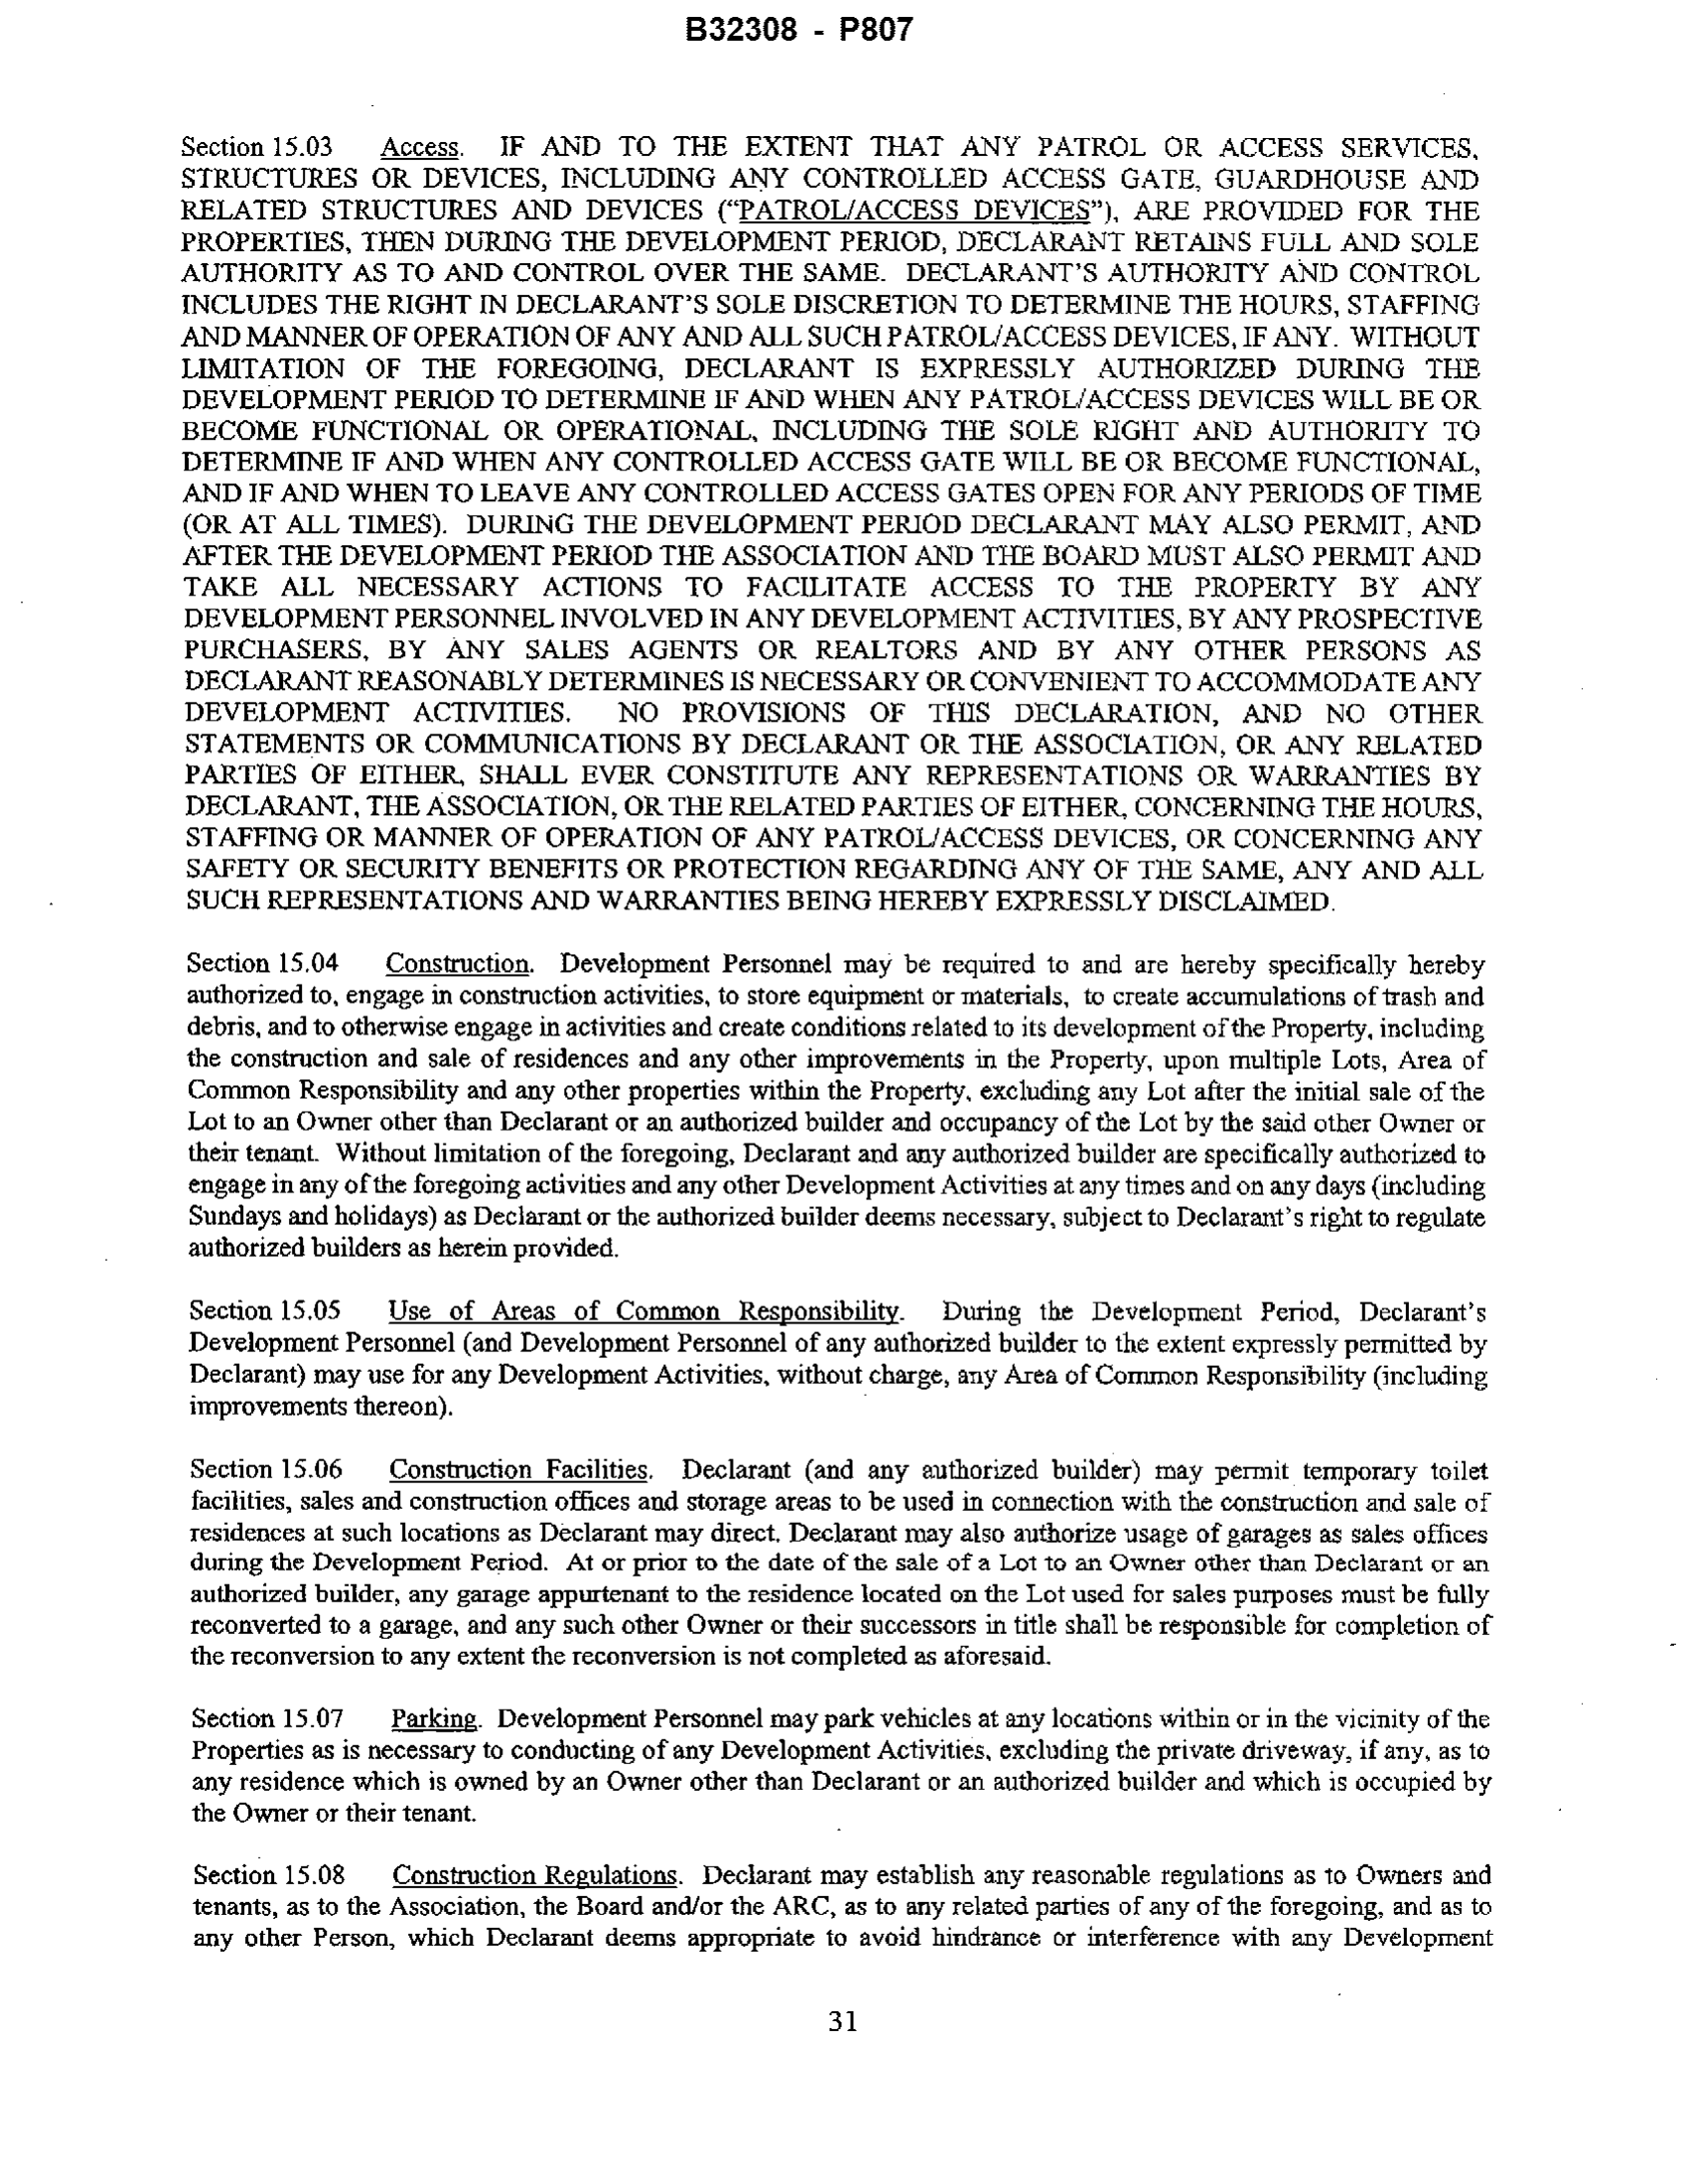 B32308 - P807
Section 15.03 Access. IF AND TO THE EXTENT THAT ANY PATROL OR ACCESS SERVICES,
STRUCTURES OR DEVICES, INCLUDING ANY CONTROLLED ACCESS GATE, GUARDHOUSE AND
RELATED STRUCTURES AND DEVICES (“PATROL/ACCESS DEVICES”), ARE PROVIDED FOR THE
PROPERTIES, THEN DURING THE DEVELOPMENT PERIOD, DECLARANT RETAINS FULL AND SOLE
AUTHORITY AS TO AND CONTROL OVER THE SAME. DECLARANT’S AUTHORITY AND CONTROL
INCLUDES THE RIGHT IN DECLARANT’S SOLE DISCRETION TO DETERMINE THE HOURS, STAFFING
AND MANNER OF OPERATION OF ANY AND ALL SUCH PATROL/ACCESS DEVICES, IF ANY. WITHOUT
LIMITATION OF THE FOREGOING, DECLARANT IS EXPRESSLY AUTHORIZED DURING THE
DEVELOPMENT PERIOD TO DETERMINE IF AND WHEN ANY PATROL/ACCESS DEVICES WILL BE OR
BECOME FUNCTIONAL OR OPERATIONAL, INCLUDING THE SOLE RIGHT AND AUTHORITY TO
DETERMINE IF AND WHEN ANY CONTROLLED ACCESS GATE WILL BE OR BECOME FUNCTIONAL,
AND IF AND WHEN TO LEAVE ANY CONTROLLED ACCESS GATES OPEN FOR ANY PERIODS OF TIME
(OR AT ALL TIMES). DURING THE DEVELOPMENT PERIOD DECLARANT MAY ALSO PERMIT, AND
AFTER THE DEVELOPMENT PERIOD THE ASSOCIATION AND THE BOARD MUST ALSO PERMIT AND
TAKE ALL NECESSARY ACTIONS TO FACILITATE ACCESS TO THE PROPERTY BY ANY
DEVELOPMENT PERSONNEL INVOLVED IN ANY DEVELOPMENT ACTIVITIES, BY ANY PROSPECTIVE
PURCHASERS, BY ANY SALES AGENTS OR REALTORS AND BY ANY OTHER PERSONS AS
DECLARANT REASONABLY DETERMINES IS NECESSARY OR CONVENIENT TO ACCOMMODATE ANY
DEVELOPMENT ACTIVITIES. NO PROVISIONS OF THIS DECLARATION, AND NO OTHER
STATEMENTS OR COMMUNICATIONS BY DECLARANT OR THE ASSOCIATION, OR ANY RELATED
PARTIES OF EITHER, SHALL EVER CONSTITUTE ANY REPRESENTATIONS OR WARRANTIES BY
DECLARANT, THE ASSOCIATION, OR THE RELATED PARTIES OF EITHER, CONCERNING THE HOURS,
STAFFING OR MANNER OF OPERATION OF ANY PATROL/ACCESS DEVICES, OR CONCERNING ANY
SAFETY OR SECURITY BENEFITS OR PROTECTION REGARDING ANY OF THE SAME, ANY AND ALL
SUCH REPRESENTATIONS AND WARRANTIES BEING HEREBY EXPRESSLY DISCLAIMED.
Section 15.04 Construction. Development Personnel may be required to and are hereby specifically hereby
authorized to, engage in construction activities, to store equipment or materials, to create accumulations of trash and
debris, and to otherwise engage in activities and create conditions related to its development of the Property, including
the construction and sale of residences and any other improvements in the Property, upon multiple Lots, Area of
Common Responsibility and any other properties within the Property, excluding any Lot after the initial sale of the
Lot to an Owner other than Declarant or an authorized builder and occupancy of the Lot by the said other Owner or
their tenant. Without limitation of the foregoing, Declarant and any authorized builder are specifically authorized to
engage in any of the foregoing activities and any other Development Activities at any times and on any days (including
Sundays and holidays) as Declarant or the authorized builder deems necessary, subject to Declarant’s right to regulate
authorized builders as herein provided.
Section 15.05 Use of Areas of Common Responsibility. During the Development Period, Declarant’s
Development Personnel (and Development Personnel of any authorized builder to the extent expressly permitted by
Declarant) may use for any Development Activities, without charge, any Area of Common Responsibility (including
improvements thereon).
Section 15.06 Construction Facilities. Declarant (and any authorized builder) may permit temporary toilet
facilities, sales and construction offices and storage areas to be used in connection with the construction and sale of
residences at such locations as Declarant may direct. Declarant may also authorize usage of garages as sales offices
during the Development Period. At or prior to the date of the sale of a Lot to an Owner other than Declarant or an
authorized builder, any garage appurtenant to the residence located on the Lot used for sales purposes must be fully
reconverted to a garage, and any such other Owner or their successors in title shall be responsible for completion of
the reconversion to any extent the reconversion is not completed as aforesaid.
Section 15.07 Parking. Development Personnel may park vehicles at any locations within or in the vicinity of the
Properties as is necessary to conducting of any Development Activities, excluding the private driveway, if any, as to
any residence which is owned by an Owner other than Declarant or an authorized builder and which is occupied by
the Owner or their tenant.
Section 15.08 Construction Regulations. Declarant may establish any reasonable regulations as to Owners and
tenants, as to the Association, the Board and/or the ARC, as to any related parties of any of the foregoing, and as to
any other Person, which Declarant deems appropriate to avoid hindrance or interference with any Development
31